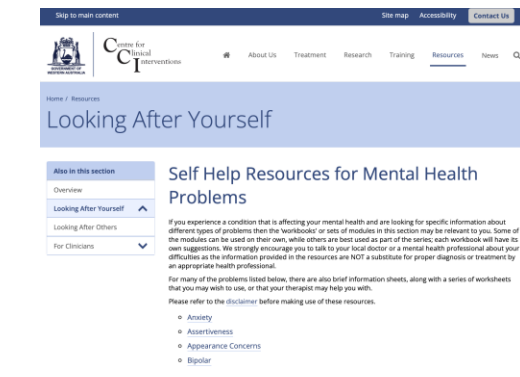 Skip to main content
Site map Accessibility Contact Us
GOVERNMENT OF
WESTERN AUSTRALIA
Centre for
Clinical
Interventions
About Us Treatment Research Training Resources News
Home / Resources
Looking After Yourself
Also in this section
Overview
Looking After Yourself
Looking After Others
For Clinicians
Self Help Resources for Mental Health
Problems
If you experience a condition that is affecting your mental health and are looking for specific information about
different types of problems then the 'workbooks' or sets of modules in this section may be relevant to you. Some of
the modules can be used on their own, while others are best used as part of the series; each workbook will have its
own suggestions. We strongly encourage you to talk to your local doctor or a mental health professional about your
difficulties as the information provided in the resources are NOT a substitute for proper diagnosis or treatment by
an appropriate health professional.
For many of the problems listed below, there are also brief information sheets, along with a series of worksheets
that you may wish to use, or that your therapist may help you with.
Please refer to the disclaimer before making use of these resources.
Anxiety
Assertiveness
Appearance Concerns
Bipolar